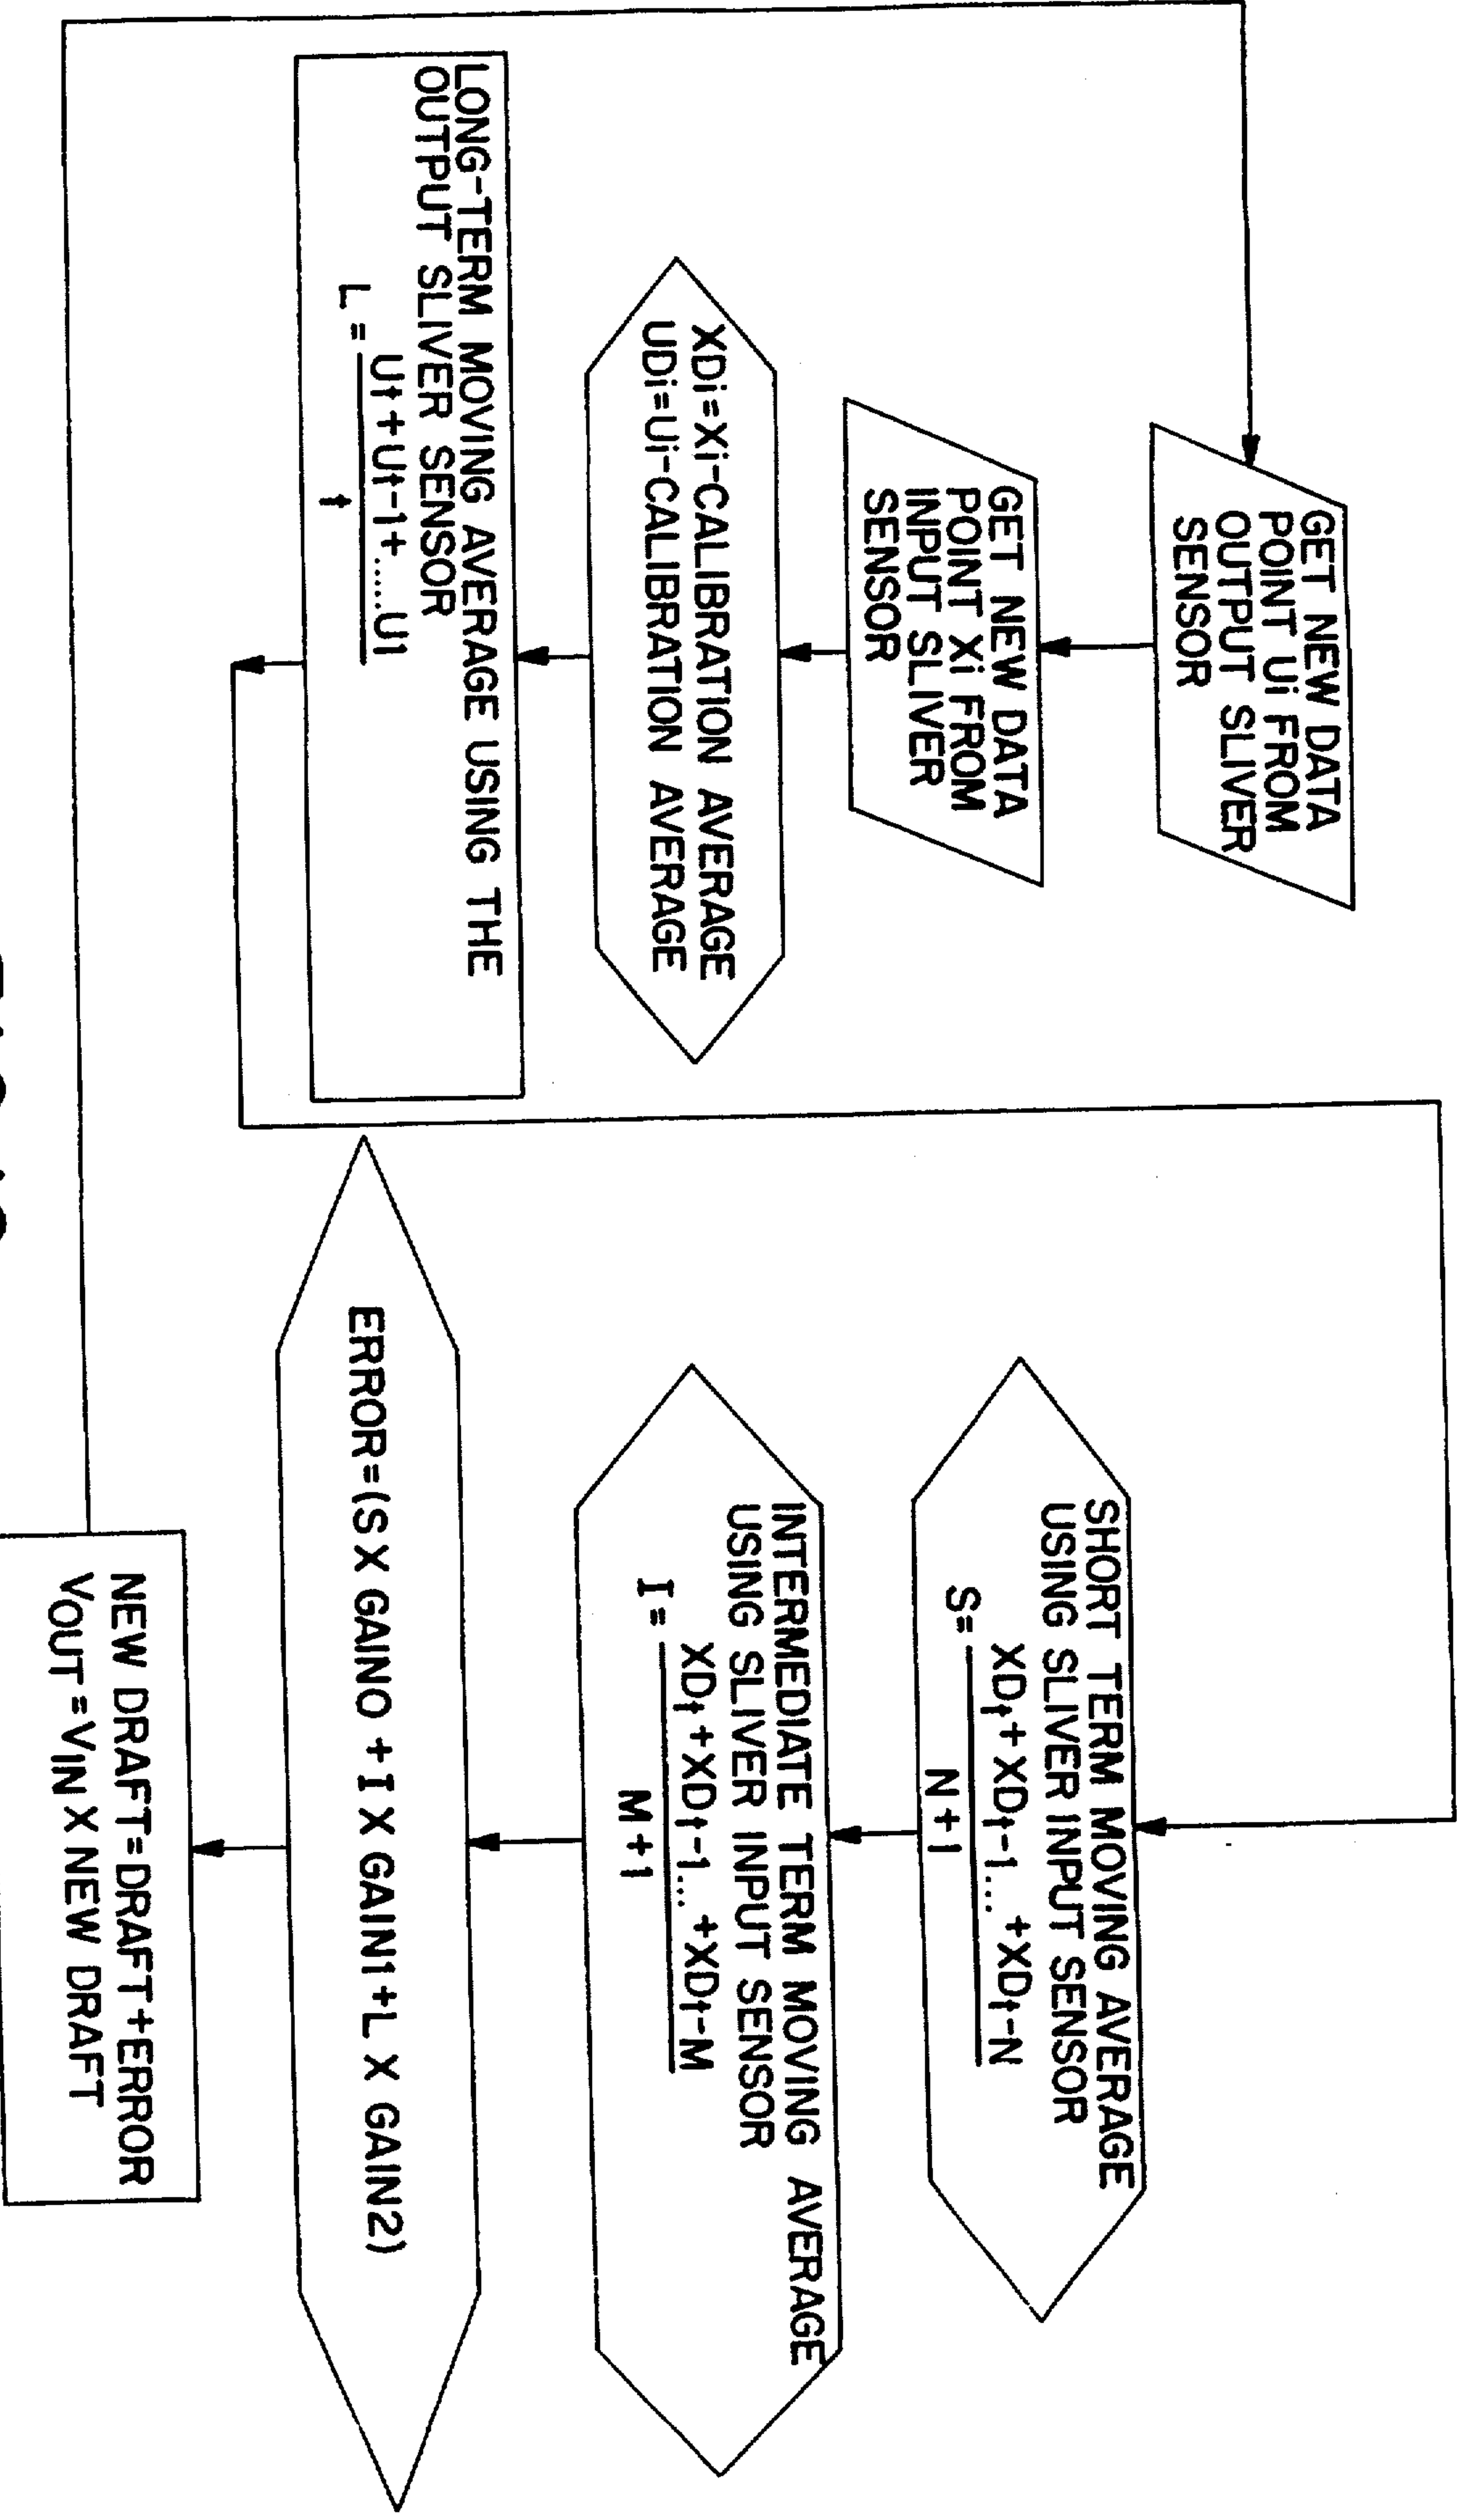 GET NEW DATA
POINT Ui FROM
OUTPUT SLIVER
SENSOR
GET NEW DATA
POINT Xi FROM
INPUT SLIVER
SENSOR
XDi=Xi-CALIBRATION AVERAGE
UDi=Ui-CALIBRATION AVERAGE
LONG-TERM MOVING AVERAGE USING THE
OUTPUT SLIVER SENSOR
L = Ut+Ut-1+.....U1
t
SHORT TERM MOVING AVERAGE
USING SLIVER INPUT SENSOR
S= XDt+XDt-1... +XDt-N
N+1
INTERMEDIATE TERM MOVING AVERAGE
USING SLIVER INPUT SENSOR
I= XDt+XDt-1... +XDt-M
M+1
ERROR=(S X GAIN0 + I X GAIN1+L X GAIN2)
NEW DRAFT=DRAFT+ERROR
VOUT=VIN X NEW DRAFT